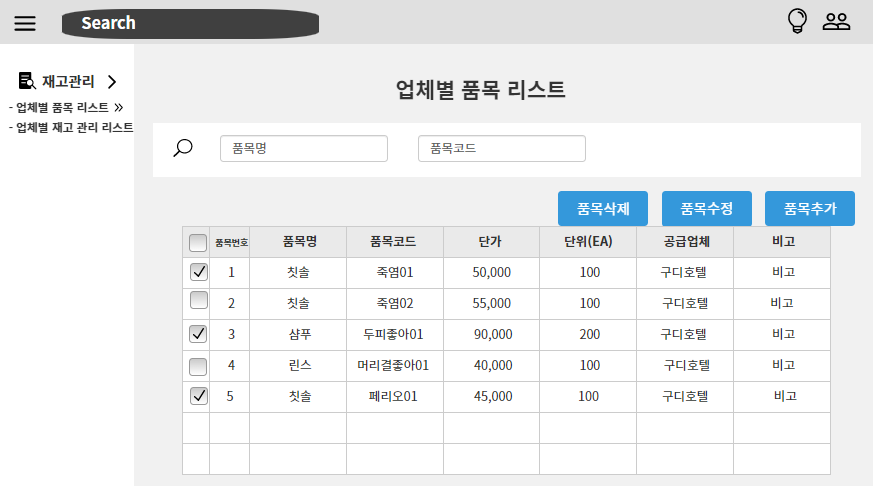 Search
재고관리
- 업체별 품목 리스트
- 업체별 재고 관리 리스트
업체별 품목 리스트
품목명 품목코드
품목삭제 품목수정 품목추가
품목번호 품목명 품목코드 단가 단위(EA) 공급업체 비고
1 칫솔 죽염01 50,000 100 구디호텔 비고
2 칫솔 죽염02 55,000 100 구디호텔 비고
3 샴푸 두피좋아01 90,000 200 구디호텔 비고
4 린스 머리결좋아01 40,000 100 구디호텔 비고
5 칫솔 페리오01 45,000 100 구디호텔 비고